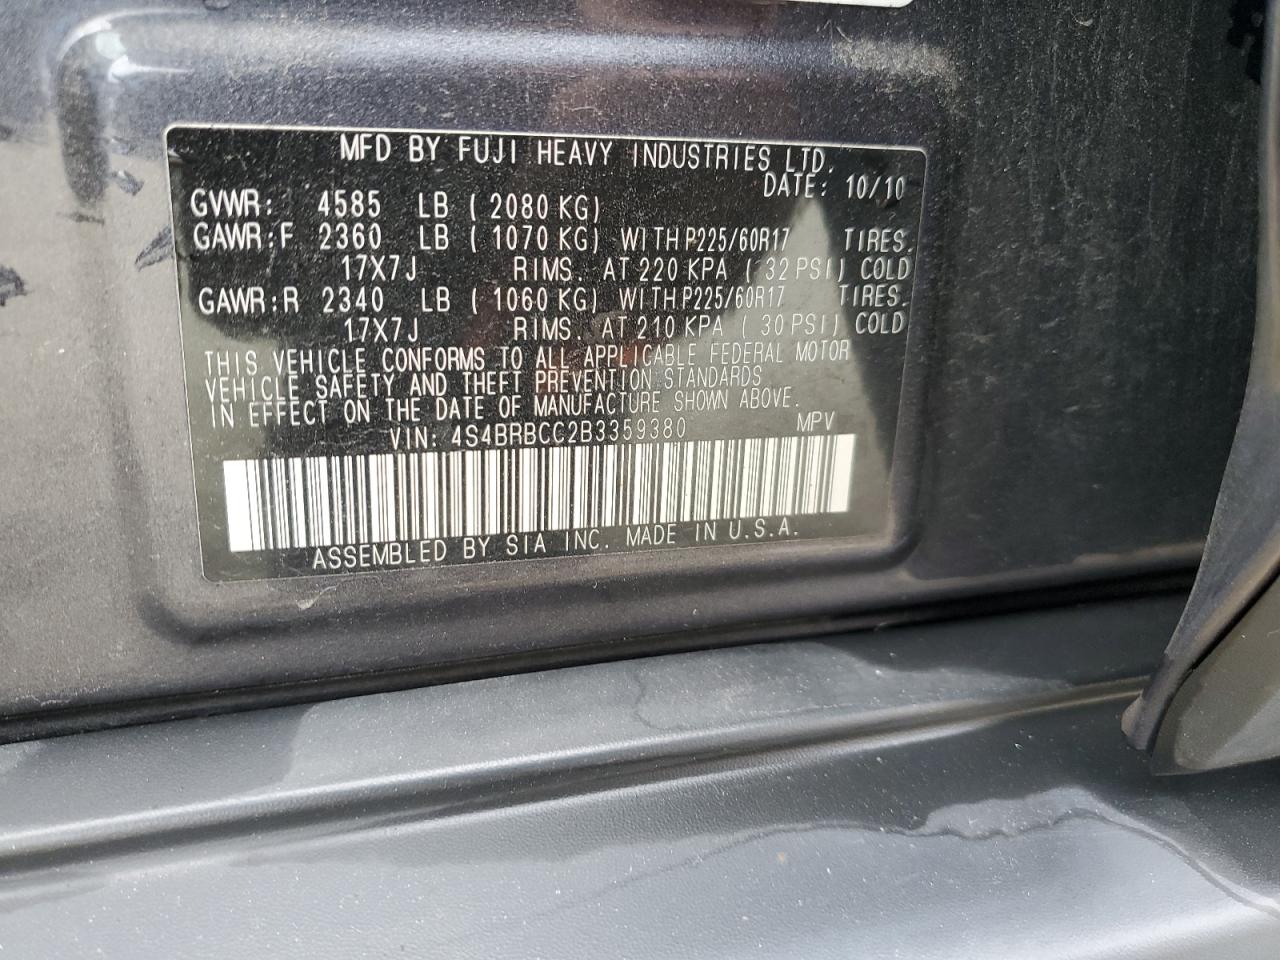 MFD BY FUJI HEAVY INDUSTRIES LTD.
DATE: 10/10
GVWR: 4585 LB (2080 KG)
GAWR:F 2360 LB (1070 KG) WITH P225/60R17 TIRES.
17X7J RIMS. AT 220 KPA (32 PSI) COLD
GAWR:R 2340 LB (1060 KG) WITH P225/60R17 TIRES.
17X7J RIMS. AT 210 KPA (30 PSI) COLD
THIS VEHICLE CONFORMS TO ALL APPLICABLE FEDERAL MOTOR
VEHICLE SAFETY AND THEFT PREVENTION STANDARDS
IN EFFECT ON THE DATE OF MANUFACTURE SHOWN ABOVE.
VIN: 4S4BRBCC2B3359380 MPV
ASSEMBLED BY SIA INC. MADE IN U.S.A.